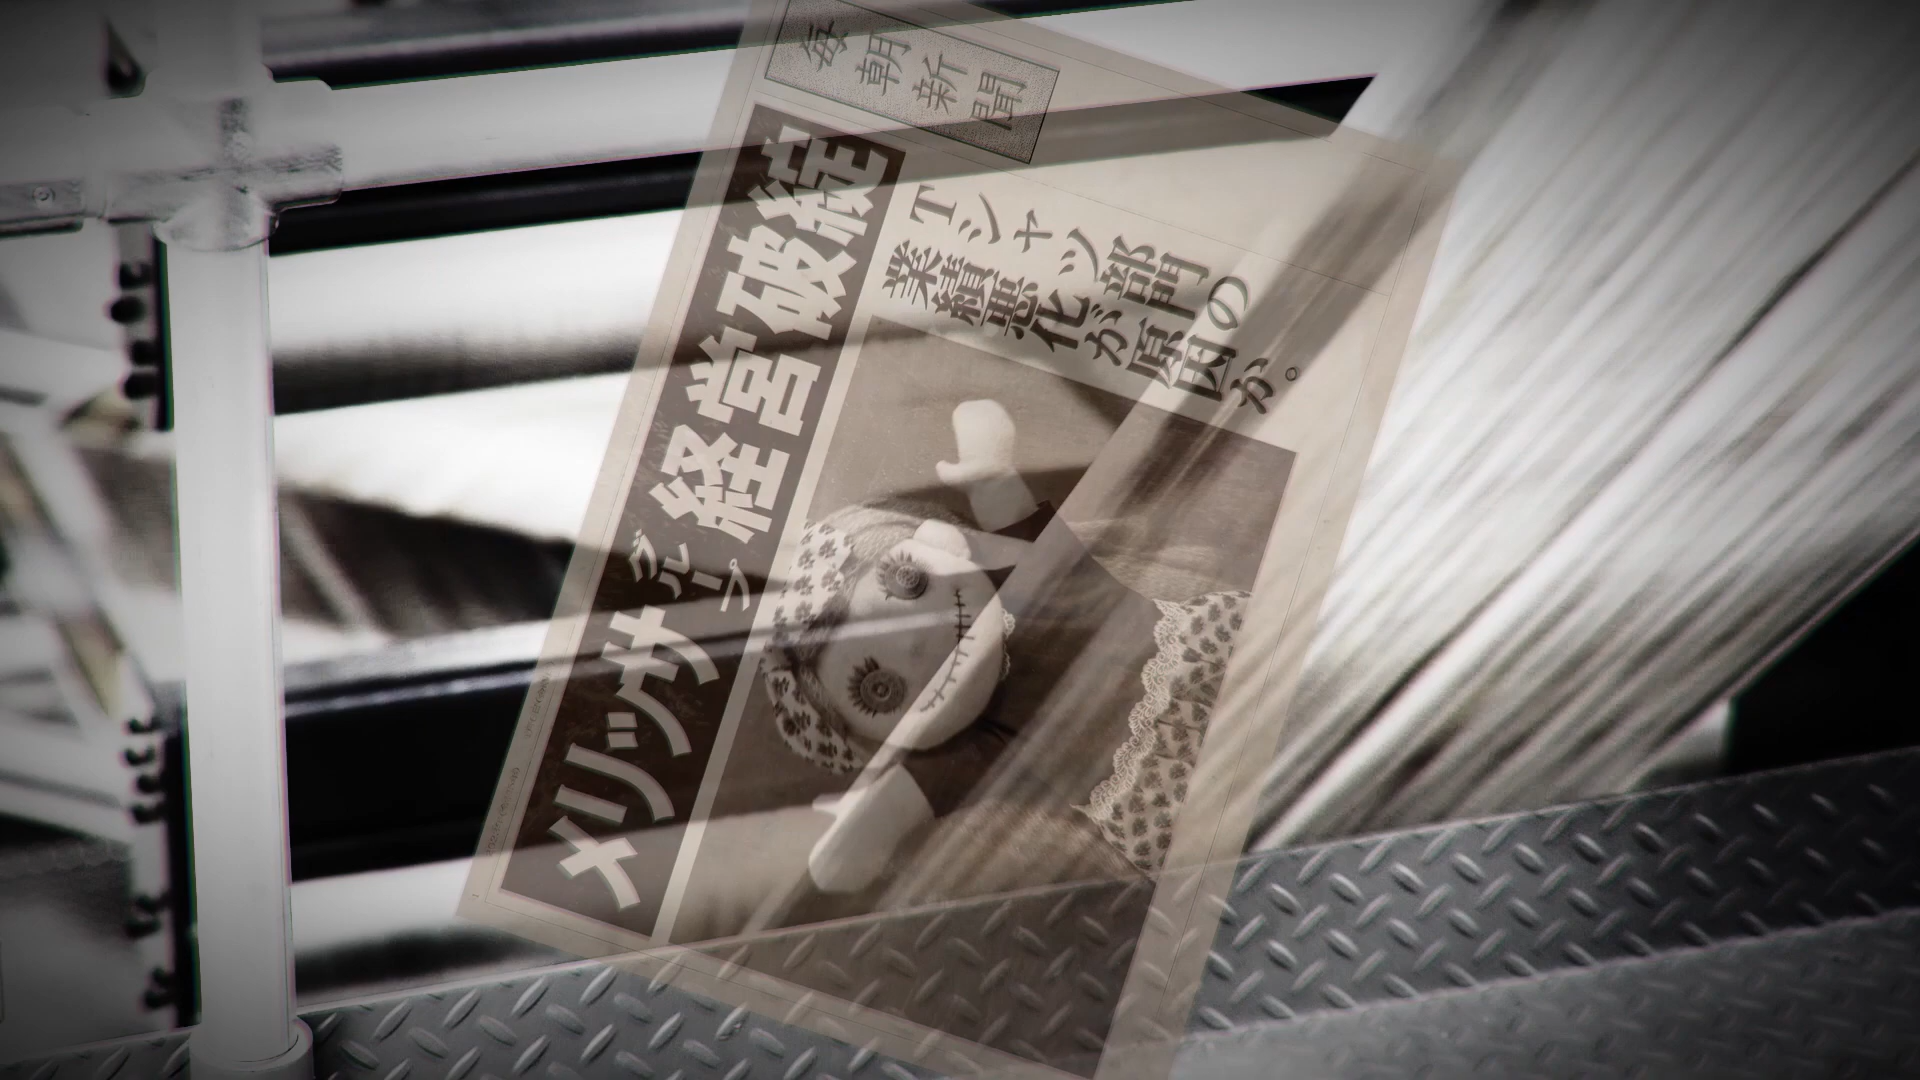 毎朝新聞
メリッサグループ経営破綻
Tシャツ部門の
業績悪化が原因か。